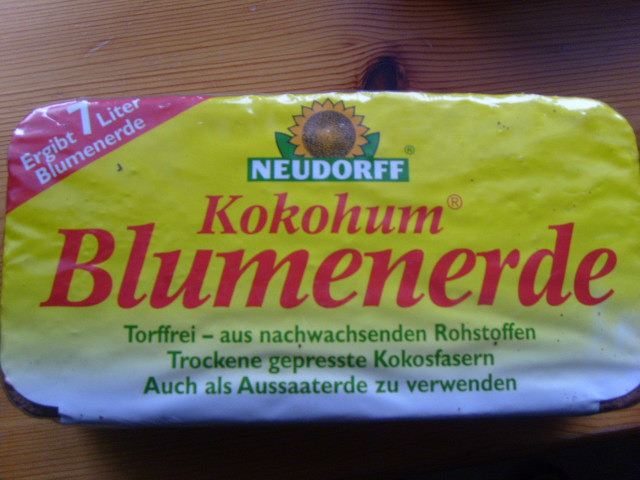 Ergibt 7 Liter
Blumenerde
NEUDORFF®
Kokohum®
Blumenerde
Torffrei – aus nachwachsenden Rohstoffen
Trockene gepresste Kokosfasern
Auch als Aussaaterde zu verwenden